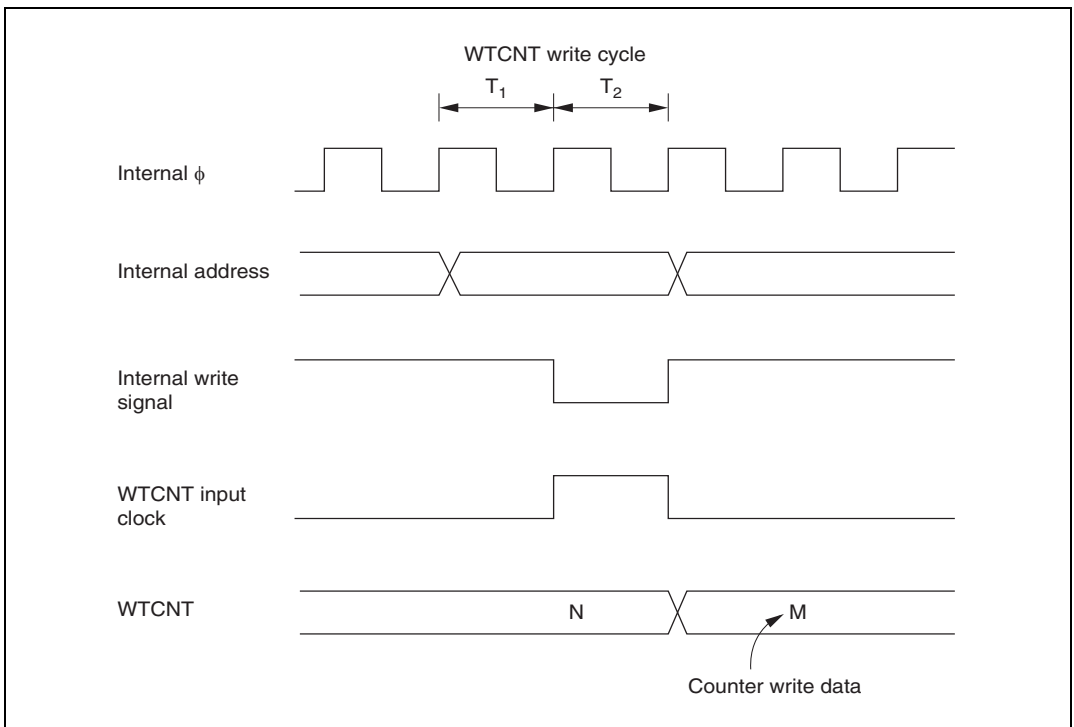 WTCNT write cycle
T₁ T₂
Internal ϕ
Internal address
Internal write
signal
WTCNT input
clock
WTCNT N M
Counter write data